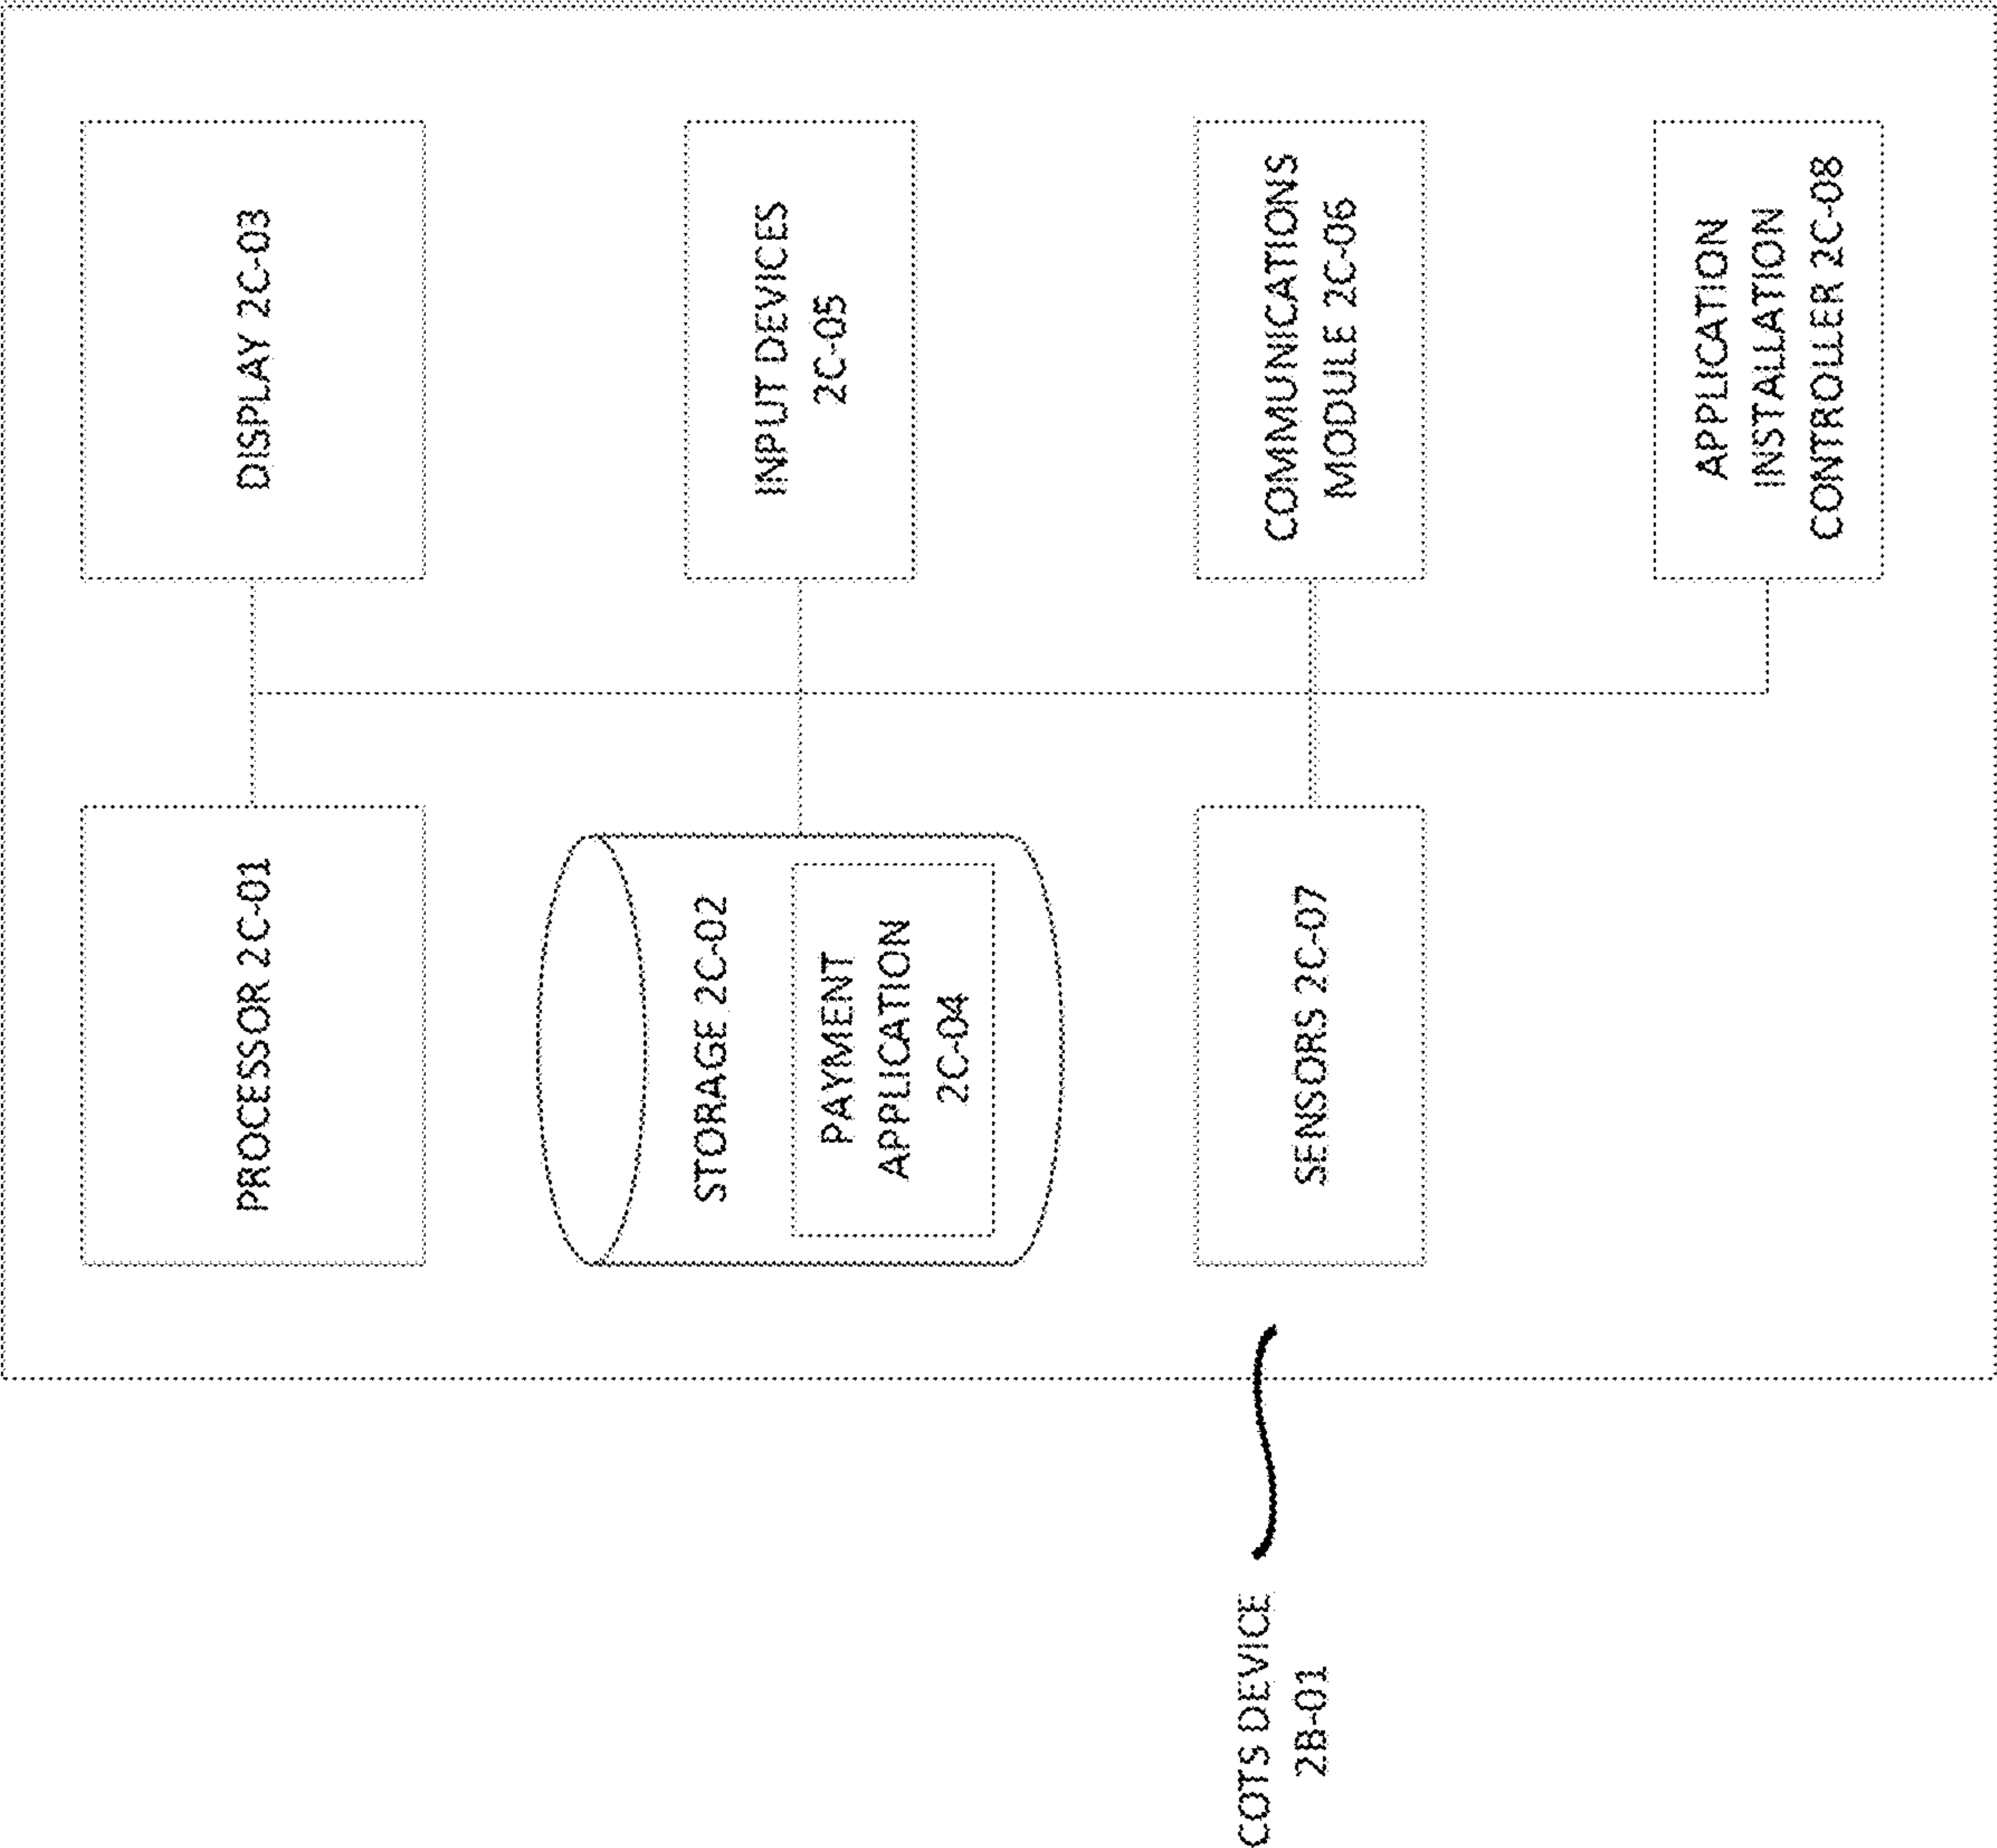 COTS DEVICE
2B-01
PROCESSOR 2C-01
DISPLAY 2C-03
STORAGE 2C-02
PAYMENT
APPLICATION
2C-04
INPUT DEVICES
2C-05
SENSORS 2C-07
COMMUNICATIONS
MODULE 2C-06
APPLICATION
INSTALLATION
CONTROLLER 2C-08